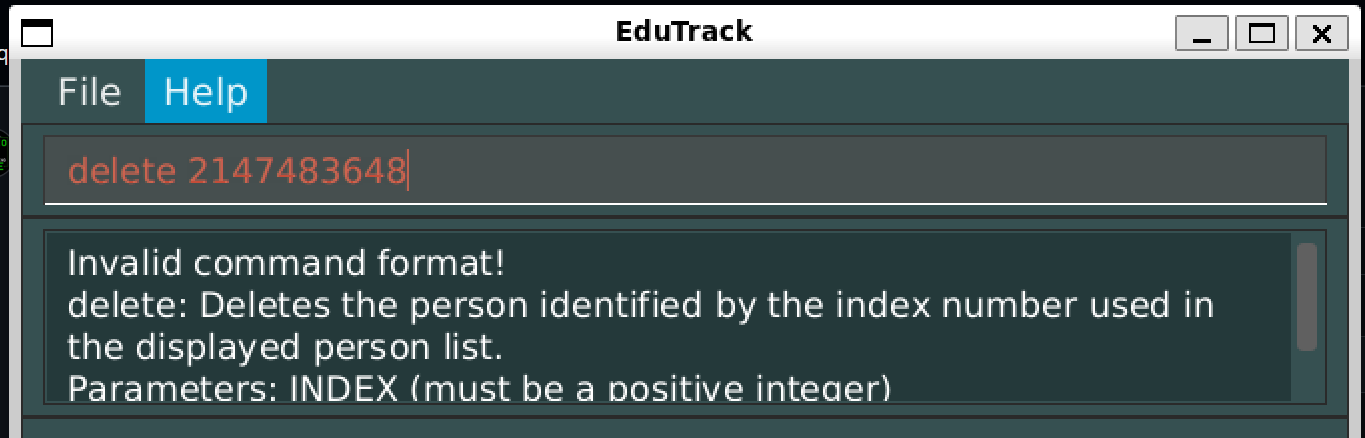 EduTrack
File Help
delete 2147483648
Invalid command format!
delete: Deletes the person identified by the index number used in
the displayed person list.
Parameters: INDEX (must be a positive integer)